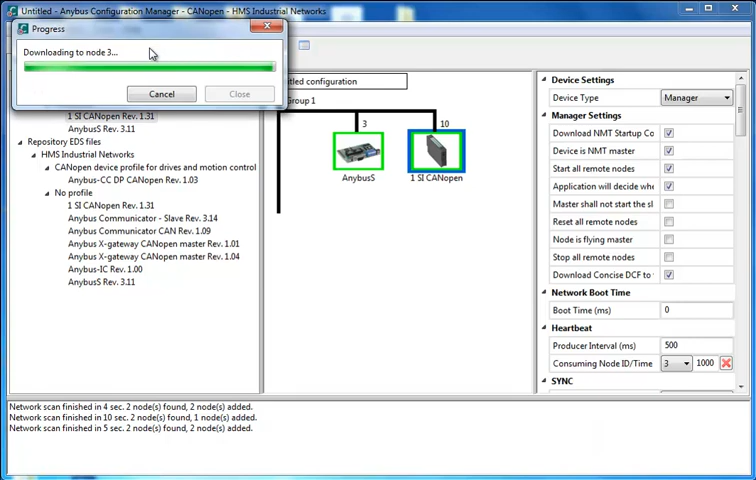 Untitled - Anybus Configuration Manager - CANopen - HMS Industrial Networks
Progress
Downloading to node 3...
Cancel
Close
1 SI CANopen Rev. 1.31
AnybusS Rev. 3.11
Repository EDS files
HMS Industrial Networks
CANopen device profile for drives and motion control
Anybus-CC DP CANopen Rev. 1.03
No profile
1 SI CANopen Rev. 1.31
Anybus Communicator - Slave Rev. 3.14
Anybus Communicator CAN Rev. 1.09
Anybus X-gateway CANopen master Rev. 1.01
Anybus X-gateway CANopen master Rev. 1.04
Anybus-IC Rev. 1.00
AnybusS Rev. 3.11
titled configuration
Group 1
3
10
AnybusS
1 SI CANopen
Device Settings
Device Type
Manager
Manager Settings
Download NMT Startup Co
Device is NMT master
Start all remote nodes
Application will decide whe
Master shall not start the sl
Reset all remote nodes
Node is flying master
Stop all remote nodes
Download Concise DCF to
Network Boot Time
Boot Time (ms)
0
Heartbeat
Producer Interval (ms)
500
Consuming Node ID/Time
3
1000
SYNC
Network scan finished in 4 sec. 2 node(s) found, 2 node(s) added.
Network scan finished in 10 sec. 2 node(s) found, 1 node(s) added.
Network scan finished in 5 sec. 2 node(s) found, 2 node(s) added.